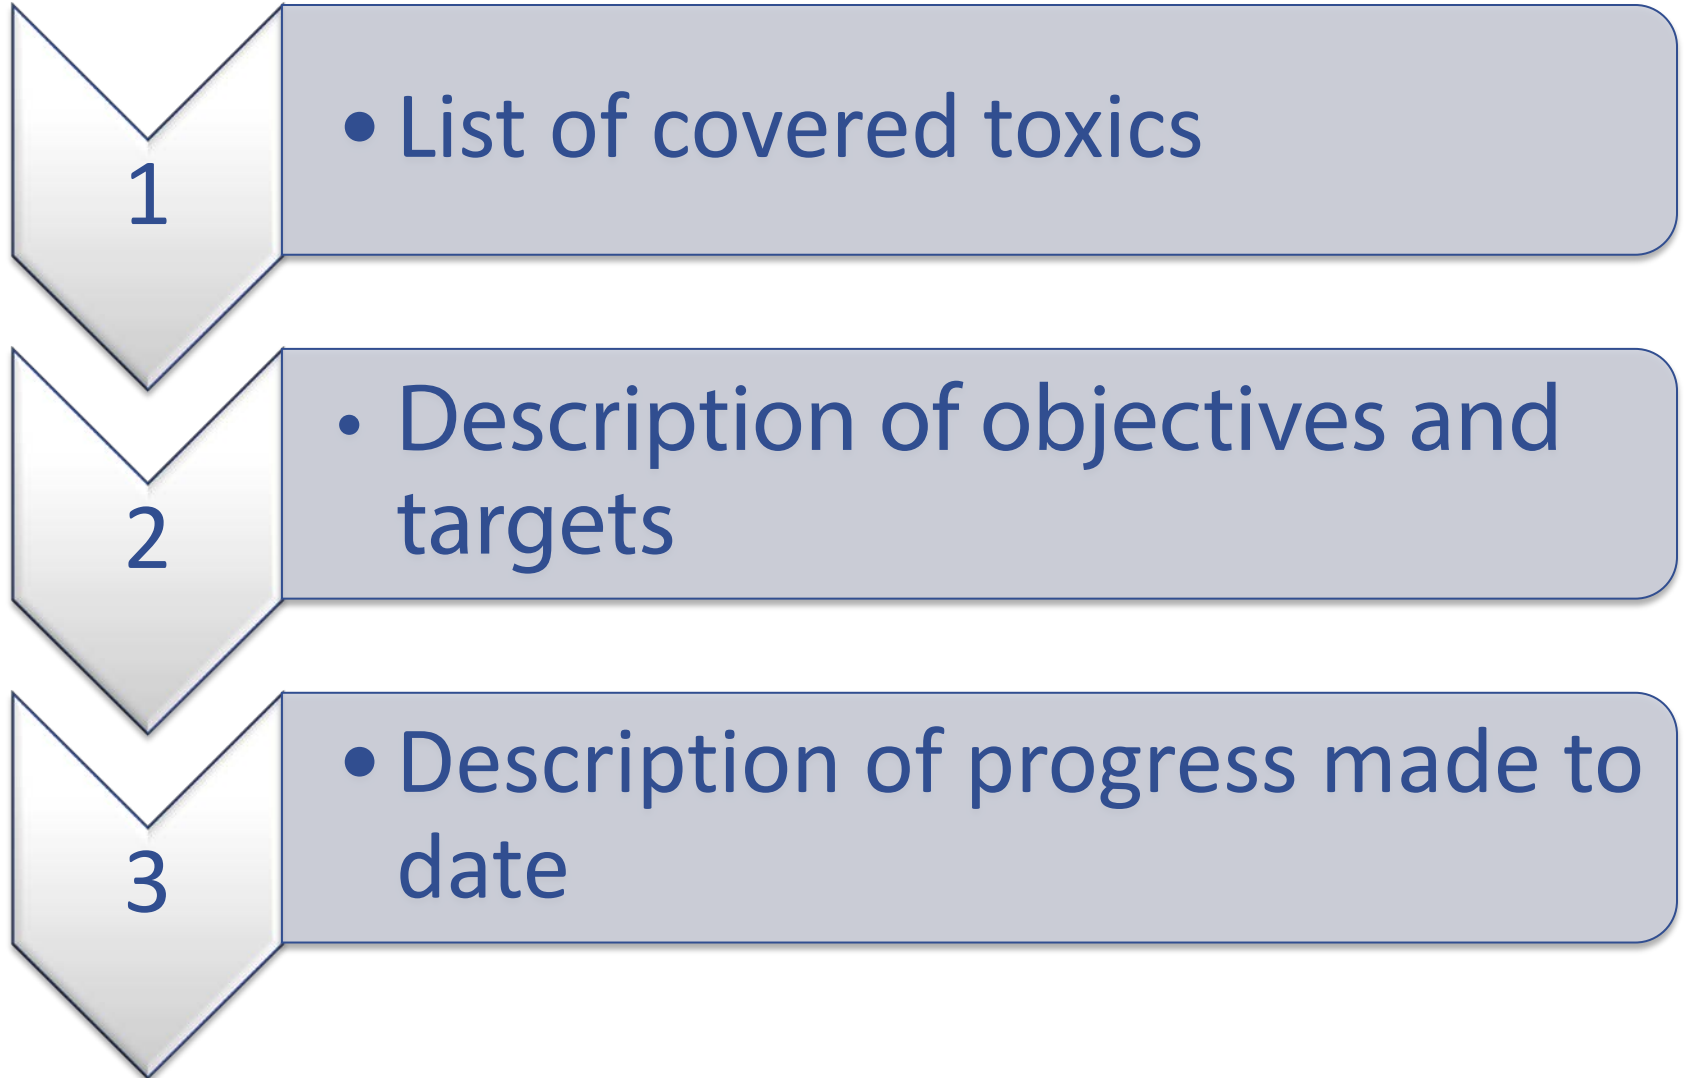 1
• List of covered toxics
2
• Description of objectives and
targets
3
• Description of progress made to
date